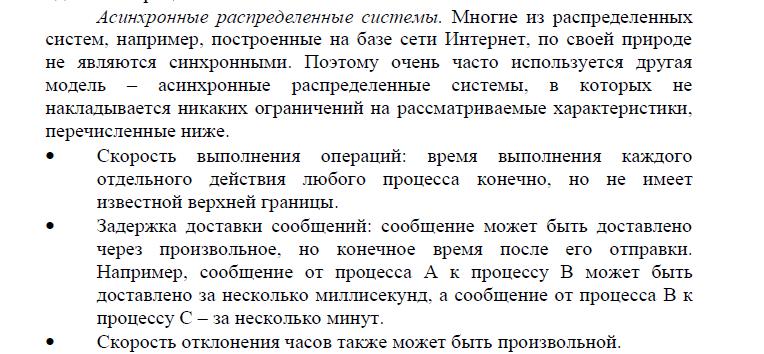 Асинхронные распределенные системы. Многие из распределенных
систем, например, построенные на базе сети Интернет, по своей природе
не являются синхронными. Поэтому очень часто используется другая
модель – асинхронные распределенные системы, в которых не
накладывается никаких ограничений на рассматриваемые характеристики,
перечисленные ниже.
• Скорость выполнения операций: время выполнения каждого
отдельного действия любого процесса конечно, но не имеет
известной верхней границы.
• Задержка доставки сообщений: сообщение может быть доставлено
через произвольное, но конечное время после его отправки.
Например, сообщение от процесса A к процессу B может быть
доставлено за несколько миллисекунд, а сообщение от процесса B к
процессу C – за несколько минут.
• Скорость отклонения часов также может быть произвольной.